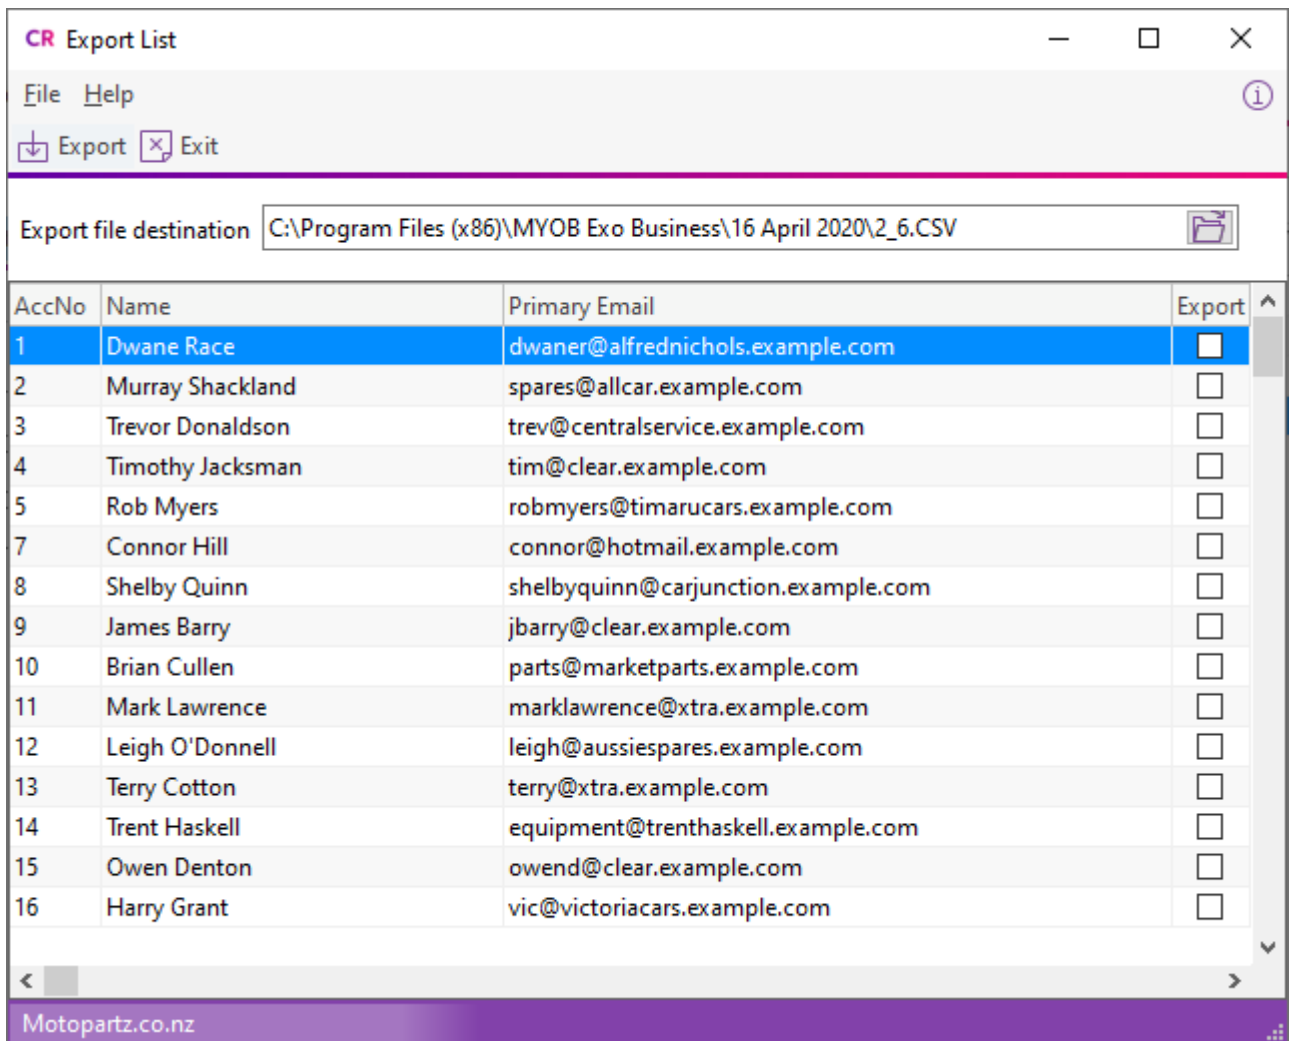 CR Export List
File Help
Export Exit
Export file destination C:\Program Files (x86)\MYOB Exo Business\16 April 2020\2_6.CSV
AccNo Name Primary Email Export
1 Dwane Race dwaner@alfrednichols.example.com
2 Murray Shackland spares@allcar.example.com
3 Trevor Donaldson trev@centralservice.example.com
4 Timothy Jacksman tim@clear.example.com
5 Rob Myers robmyers@timarucars.example.com
7 Connor Hill connor@hotmail.example.com
8 Shelby Quinn shelbyquinn@carjunction.example.com
9 James Barry jbarry@clear.example.com
10 Brian Cullen parts@marketparts.example.com
11 Mark Lawrence marklawrence@xtra.example.com
12 Leigh O'Donnell leigh@aussiespares.example.com
13 Terry Cotton terry@xtra.example.com
14 Trent Haskell equipment@trenthaskell.example.com
15 Owen Denton owend@clear.example.com
16 Harry Grant vic@victoriacars.example.com
Motopartz.co.nz